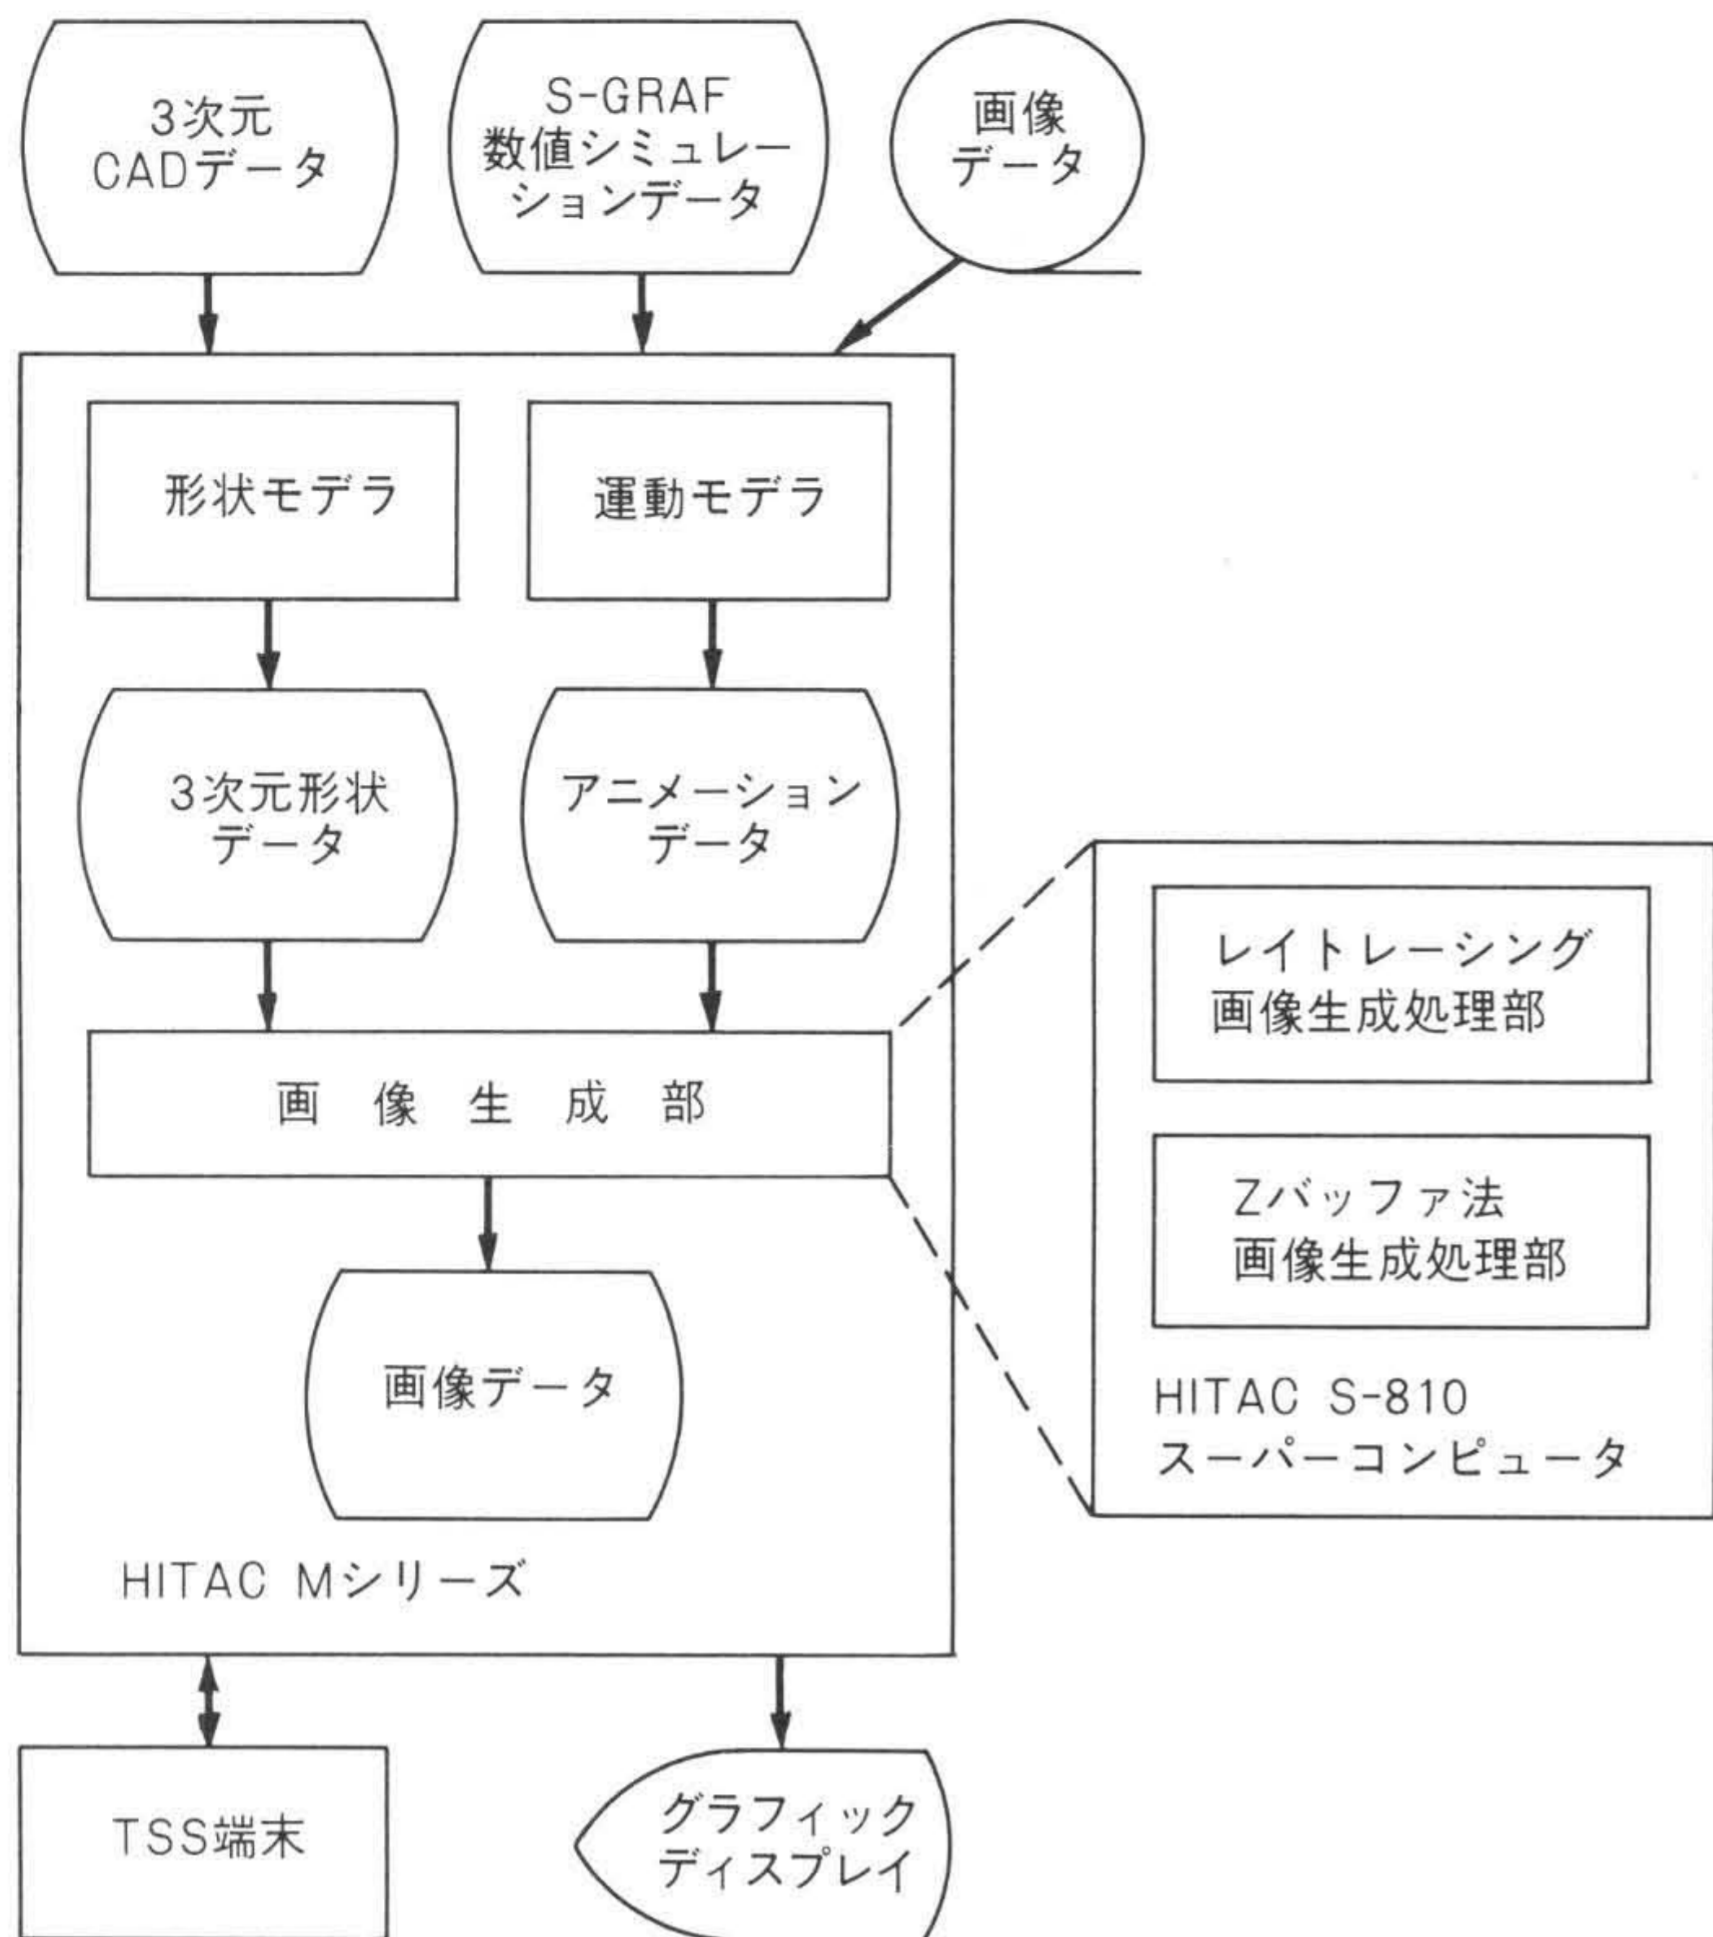 3次元
CADデータ
S-GRAF
数値シミュレー
ションデータ
画像
データ
形状モデラ
運動モデラ
3次元形状
データ
アニメーション
データ
画像生成部
画像データ
HITAC Mシリーズ
レイトレーシング
画像生成処理部
Zバッファ法
画像生成処理部
HITAC S-810
スーパーコンピュータ
TSS端末
グラフィック
ディスプレイ